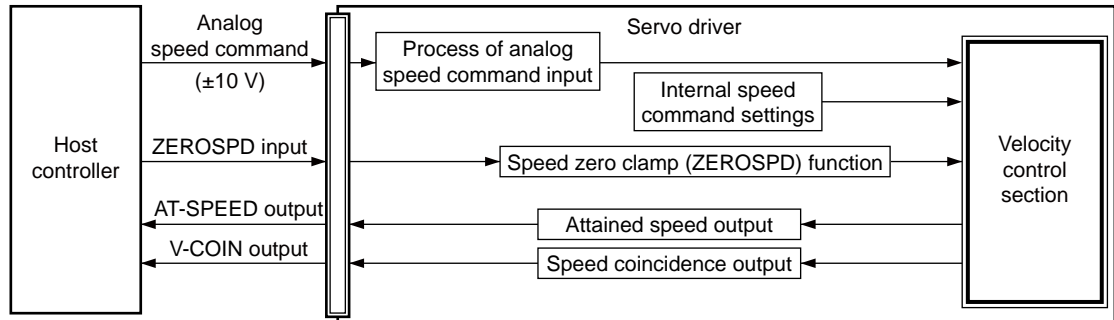 Analog
speed command
(±10 V)
Servo driver
Process of analog
speed command input
Internal speed
command settings
Host
controller
ZEROSPD input
Speed zero clamp (ZEROSPD) function
Velocity
control
section
AT-SPEED output
Attained speed output
V-COIN output
Speed coincidence output